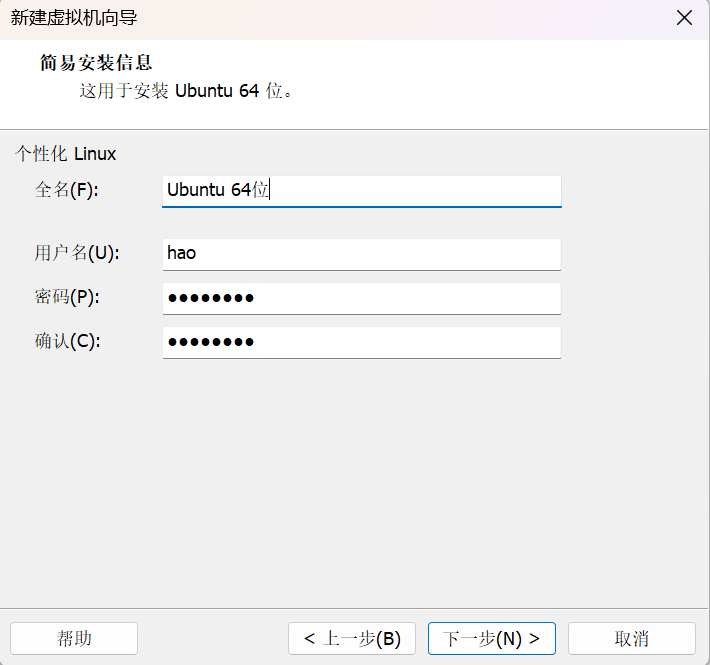 新建虚拟机向导
简易安装信息
这用于安装 Ubuntu 64 位。
个性化 Linux
全名(F): Ubuntu 64位
用户名(U): hao
密码(P): ●●●●●●●●
确认(C): ●●●●●●●●
帮助 < 上一步(B) 下一步(N) > 取消